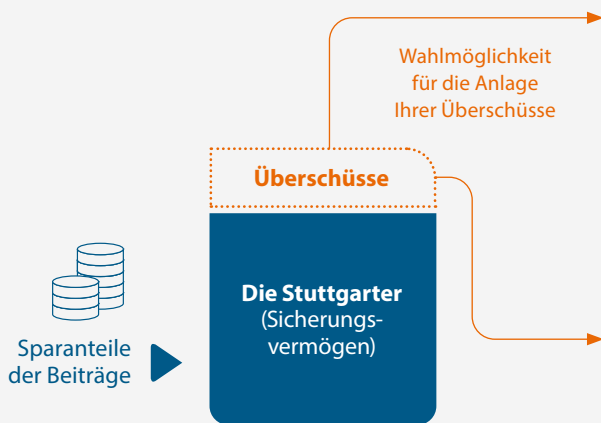 Wahlmöglichkeit
für die Anlage
Ihrer Überschüsse
Überschüsse
Die Stuttgarter
(Sicherungs-
vermögen)
Sparanteile
der Beiträge